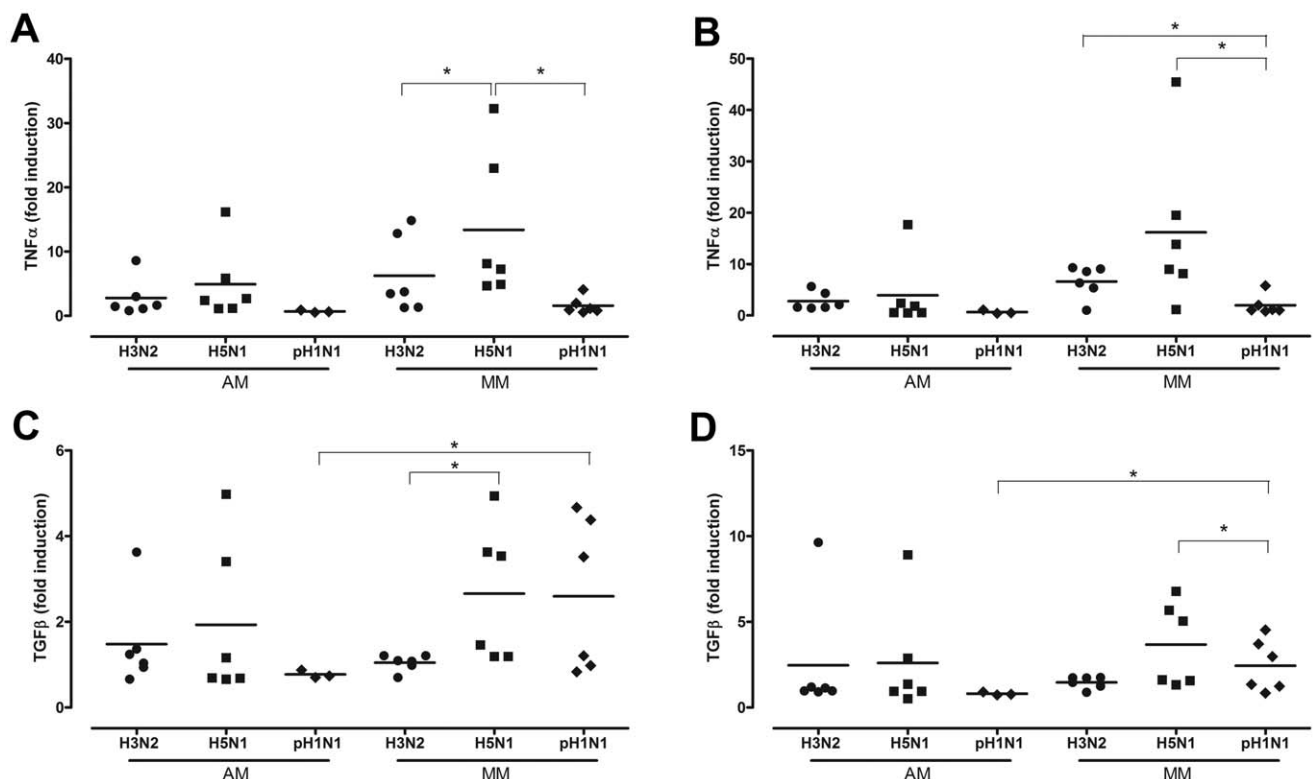 A
TNFα (fold induction)
40
30
20
10
0
*
*
H3N2 H5N1 pH1N1 H3N2 H5N1 pH1N1
AM MM
B
TNFα (fold induction)
50
40
30
20
10
0
*
*
H3N2 H5N1 pH1N1 H3N2 H5N1 pH1N1
AM MM
C
TGFβ (fold induction)
6
4
2
0
*
*
H3N2 H5N1 pH1N1 H3N2 H5N1 pH1N1
AM MM
D
TGFβ (fold induction)
15
10
5
0
*
*
H3N2 H5N1 pH1N1 H3N2 H5N1 pH1N1
AM MM